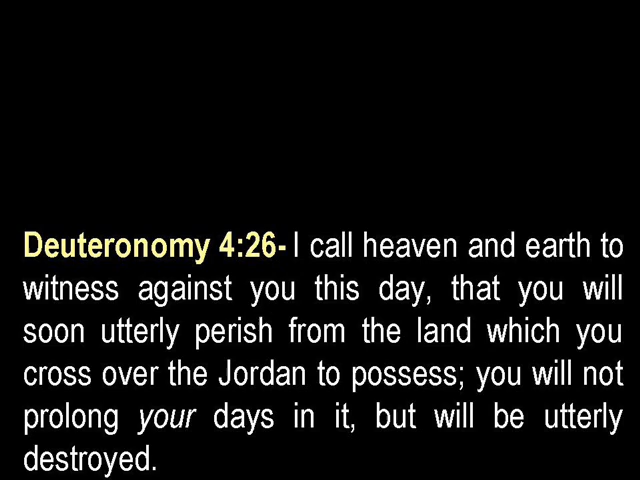 Deuteronomy 4:26- I call heaven and earth to
witness against you this day, that you will
soon utterly perish from the land which you
cross over the Jordan to possess; you will not
prolong your days in it, but will be utterly
destroyed.